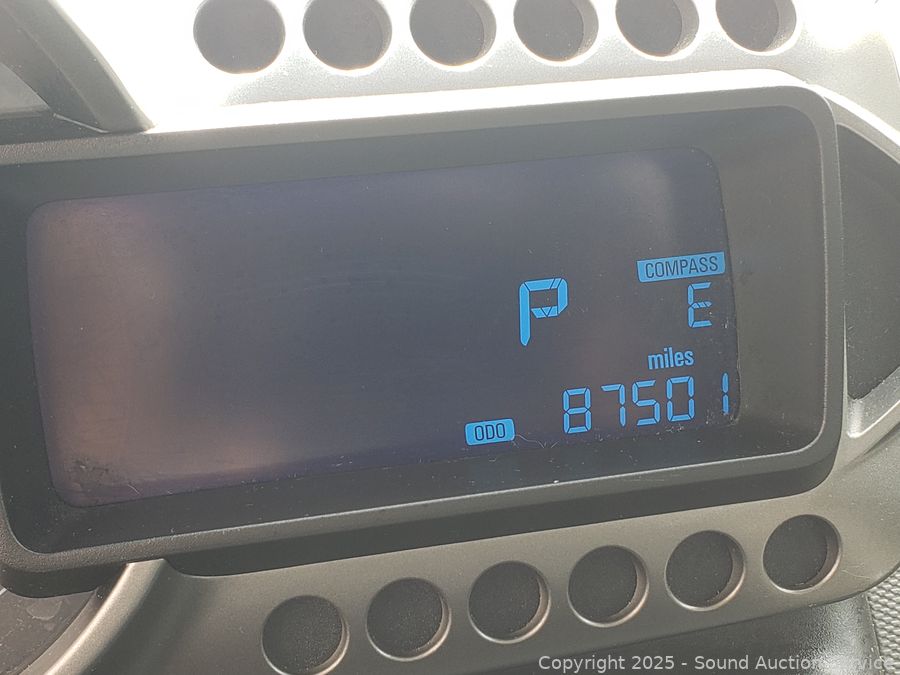 COMPASS
P E
miles
ODO 87501
Copyright 2025 - Sound Auction Service